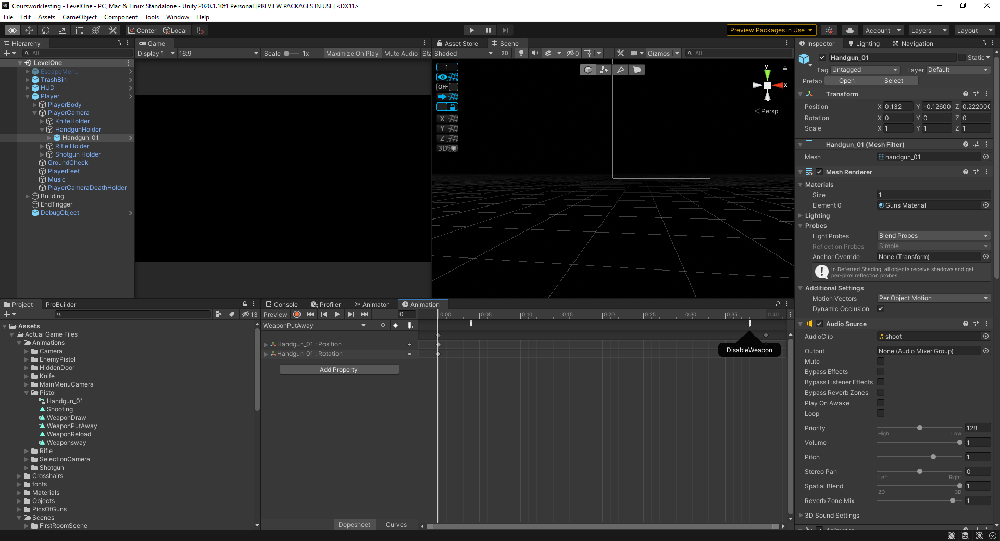 CoursworkTesting - LevelOne - PC, Mac & Linux Standalone - Unity 2020.1.10f1 Personal [PREVIEW PACKAGES IN USE] <DX11>
File Edit Assets GameObject Component Tools Window Help
Center Local
Preview Packages in Use Account Layers Layout
Hierarchy
All
LevelOne
EscapeMenu
TrashBin
HUD
Player
PlayerBody
PlayerCamera
KnifeHolder
HandgunHolder
Handgun_01
Rifle Holder
Shotgun Holder
GroundCheck
PlayerFeet
Music
PlayerCameraDeathHolder
Building
EndTrigger
DebugObject
Game
Display 1 16:9 Scale 1x Maximize On Play Mute Audio Sta
Asset Store Scene
Shaded 2D 0 Gizmos All
1
OFF
X
Y
Z
3D
y
x
Persp
Inspector Lighting Navigation
Handgun_01 Static
Tag Untagged Layer Default
Prefab Open Select
Transform
Position X 0.132 Y -0.12600 Z 0.222000
Rotation X 0 Y 0 Z 0
Scale X 1 Y 1 Z 1
Handgun_01 (Mesh Filter)
Mesh handgun_01
Mesh Renderer
Materials
Size 1
Element 0 Guns Material
Lighting
Probes
Light Probes Blend Probes
Reflection Probes Simple
Anchor Override None (Transform)
In Deferred Shading, all objects receive shadows and get
per-pixel reflection probes.
Additional Settings
Motion Vectors Per Object Motion
Dynamic Occlusion
Audio Source
AudioClip shoot
Output None (Audio Mixer Group)
Mute
Bypass Effects
Bypass Listener Effects
Bypass Reverb Zones
Play On Awake
Loop
Priority 128
High Low
Volume 1
Pitch 1
Stereo Pan 0
Left Right
Spatial Blend 1
2D 3D
Reverb Zone Mix 1
3D Sound Settings
Animator
Project ProBuilder
13
Assets
Actual Game Files
Animations
Camera
EnemyPistol
HiddenDoor
Knife
MainMenuCamera
Pistol
Handgun_01
Shooting
WeaponDraw
WeaponPutAway
WeaponReload
Weaponsway
Rifle
SelectionCamera
Shotgun
Crosshairs
fonts
Materials
Objects
PicsOfGuns
Scenes
FirstRoomScene
Console Profiler Animator Animation
Preview 0 0:00 0:05 0:10 0:15 0:20 0:25 0:30 0:35 0:40
WeaponPutAway
Handgun_01 : Position
Handgun_01 : Rotation
DisableWeapon
Add Property
Dopesheet Curves